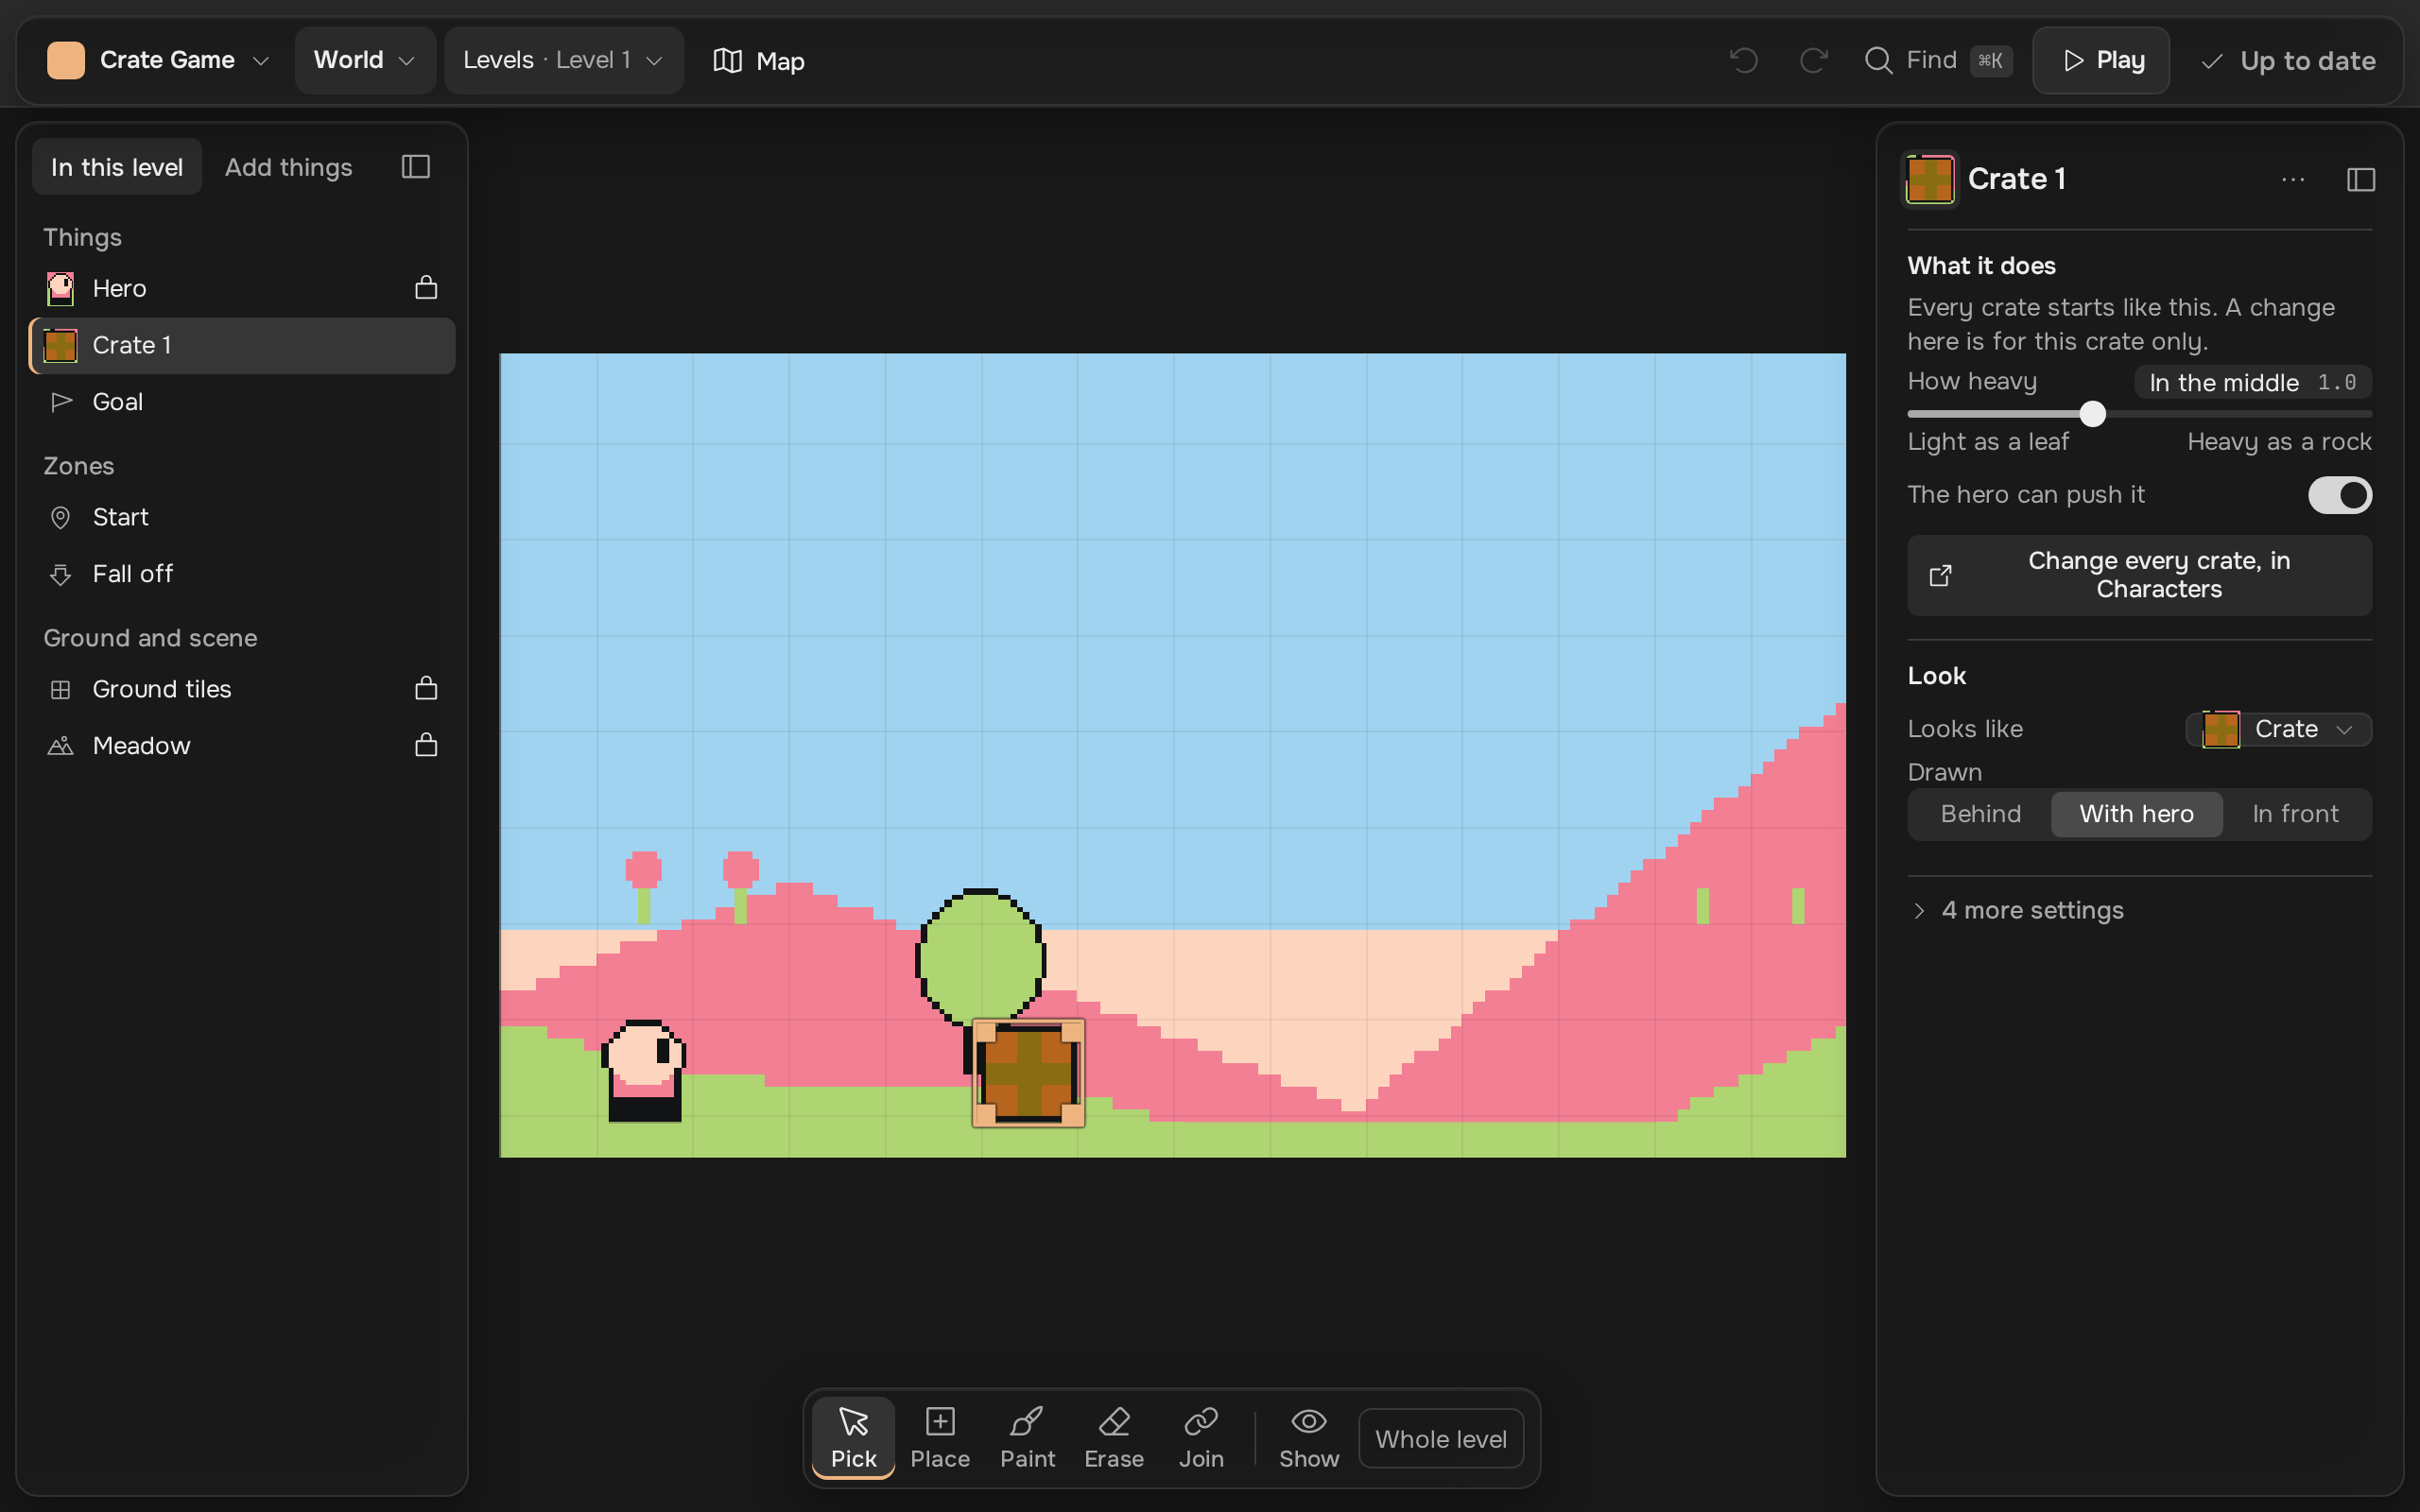 Crate Game
World
Levels · Level 1
Map
Find ⌘K
Play
Up to date
In this level
Add things
Things
Hero
Crate 1
Goal
Zones
Start
Fall off
Ground and scene
Ground tiles
Meadow
Crate 1
What it does
Every crate starts like this. A change
here is for this crate only.
How heavy
In the middle 1.0
Light as a leaf
Heavy as a rock
The hero can push it
Change every crate, in
Characters
Look
Looks like
Crate
Drawn
Behind
With hero
In front
4 more settings
Pick
Place
Paint
Erase
Join
Show
Whole level